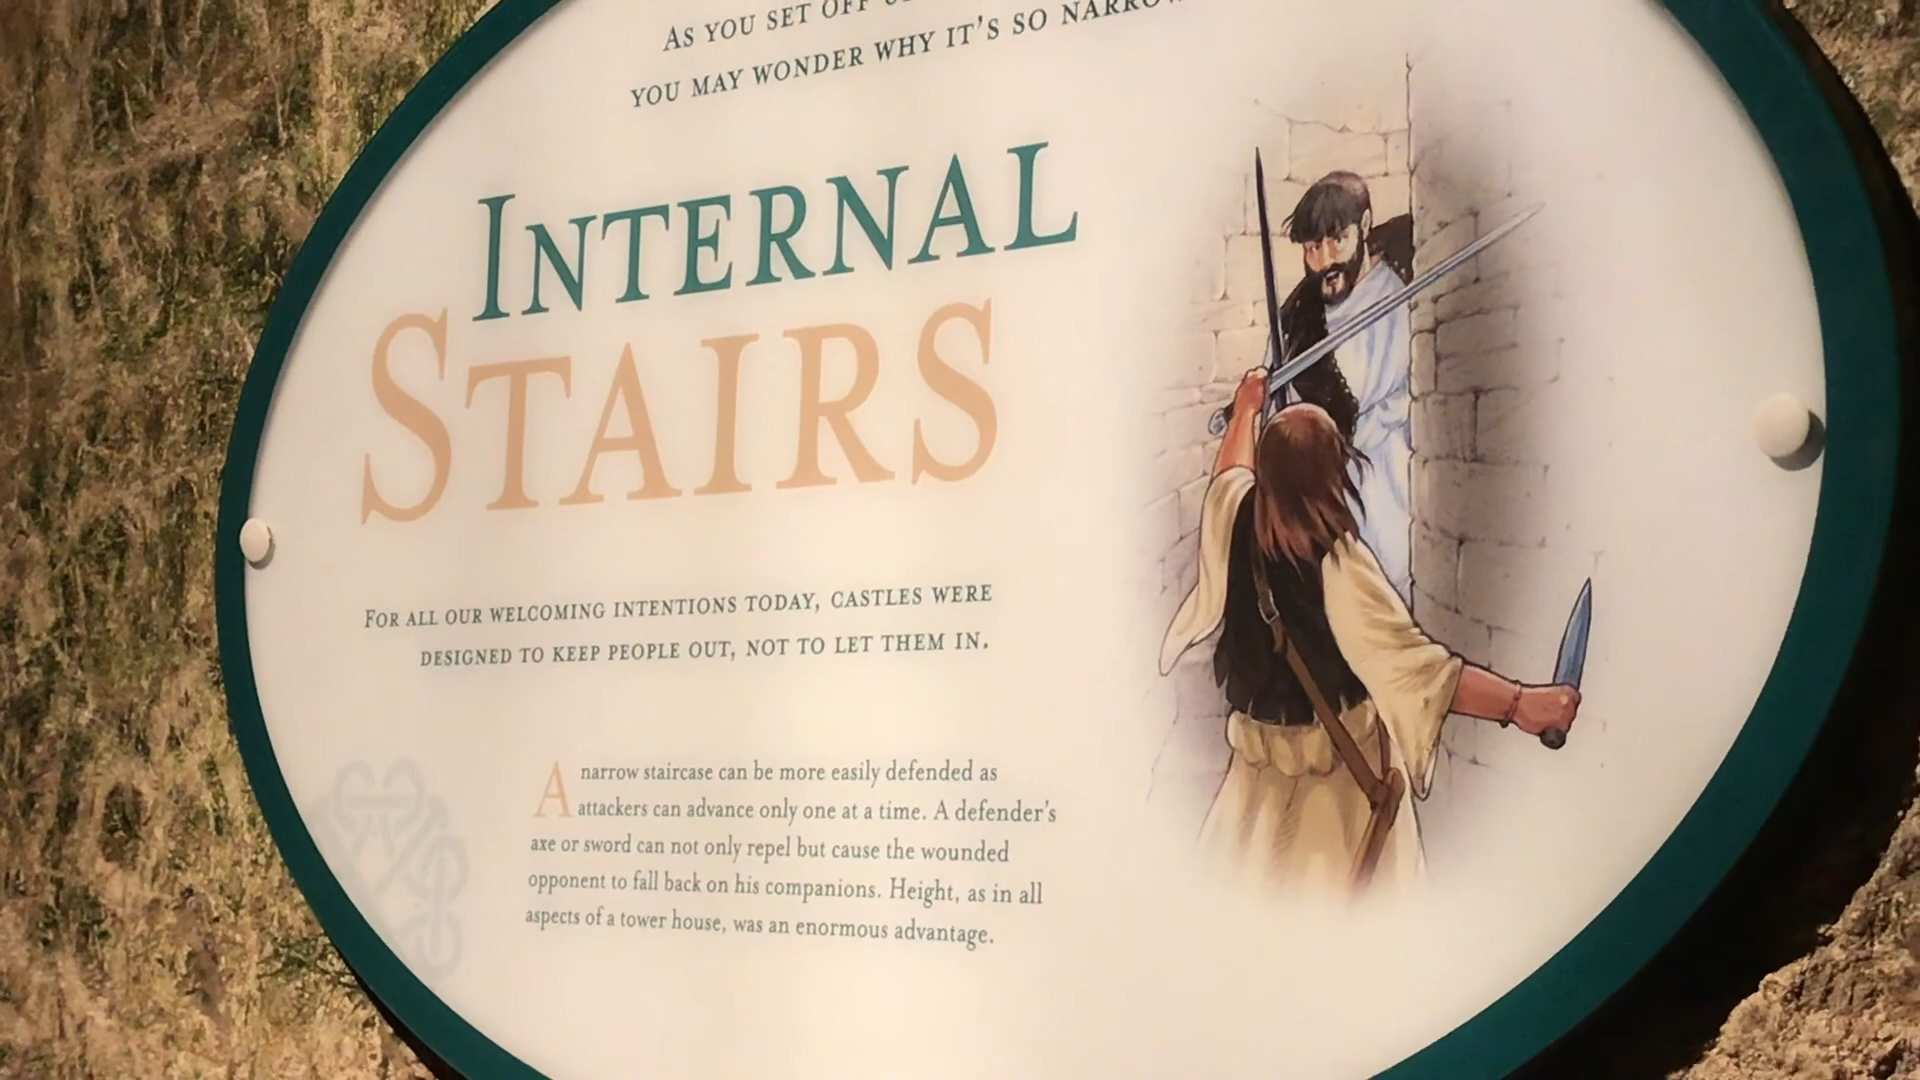 AS YOU SET OFF
YOU MAY WONDER WHY IT'S SO NARROW
INTERNAL
STAIRS
FOR ALL OUR WELCOMING INTENTIONS TODAY, CASTLES WERE
DESIGNED TO KEEP PEOPLE OUT, NOT TO LET THEM IN.
A narrow staircase can be more easily defended as
attackers can advance only one at a time. A defender's
axe or sword can not only repel but cause the wounded
opponent to fall back on his companions. Height, as in all
aspects of a tower house, was an enormous advantage.